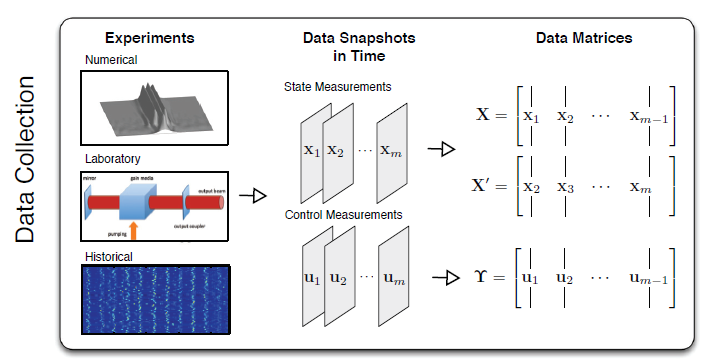 Data Collection
Experiments
Numerical
Laboratory
mirror
gain media
output beam
output coupler
pumping
Historical
Data Snapshots
in Time
State Measurements
x₁ x₂ ⋯ xₘ
Control Measurements
u₁ u₂ ⋯ uₘ
Data Matrices
X = [x₁ x₂ ⋯ xₘ₋₁]
X′ = [x₂ x₃ ⋯ xₘ]
Υ = [u₁ u₂ ⋯ uₘ₋₁]